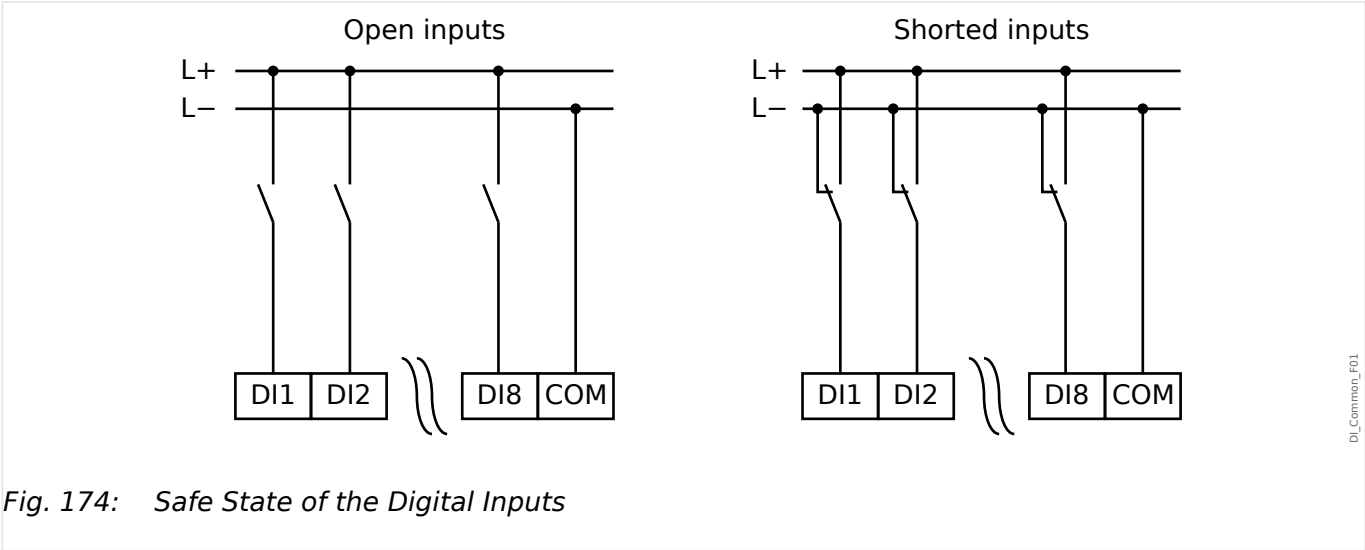 Open inputs
L+
L−
DI1 DI2 DI8 COM
Shorted inputs
L+
L−
DI1 DI2 DI8 COM
DI_Common_F01
Fig. 174: Safe State of the Digital Inputs